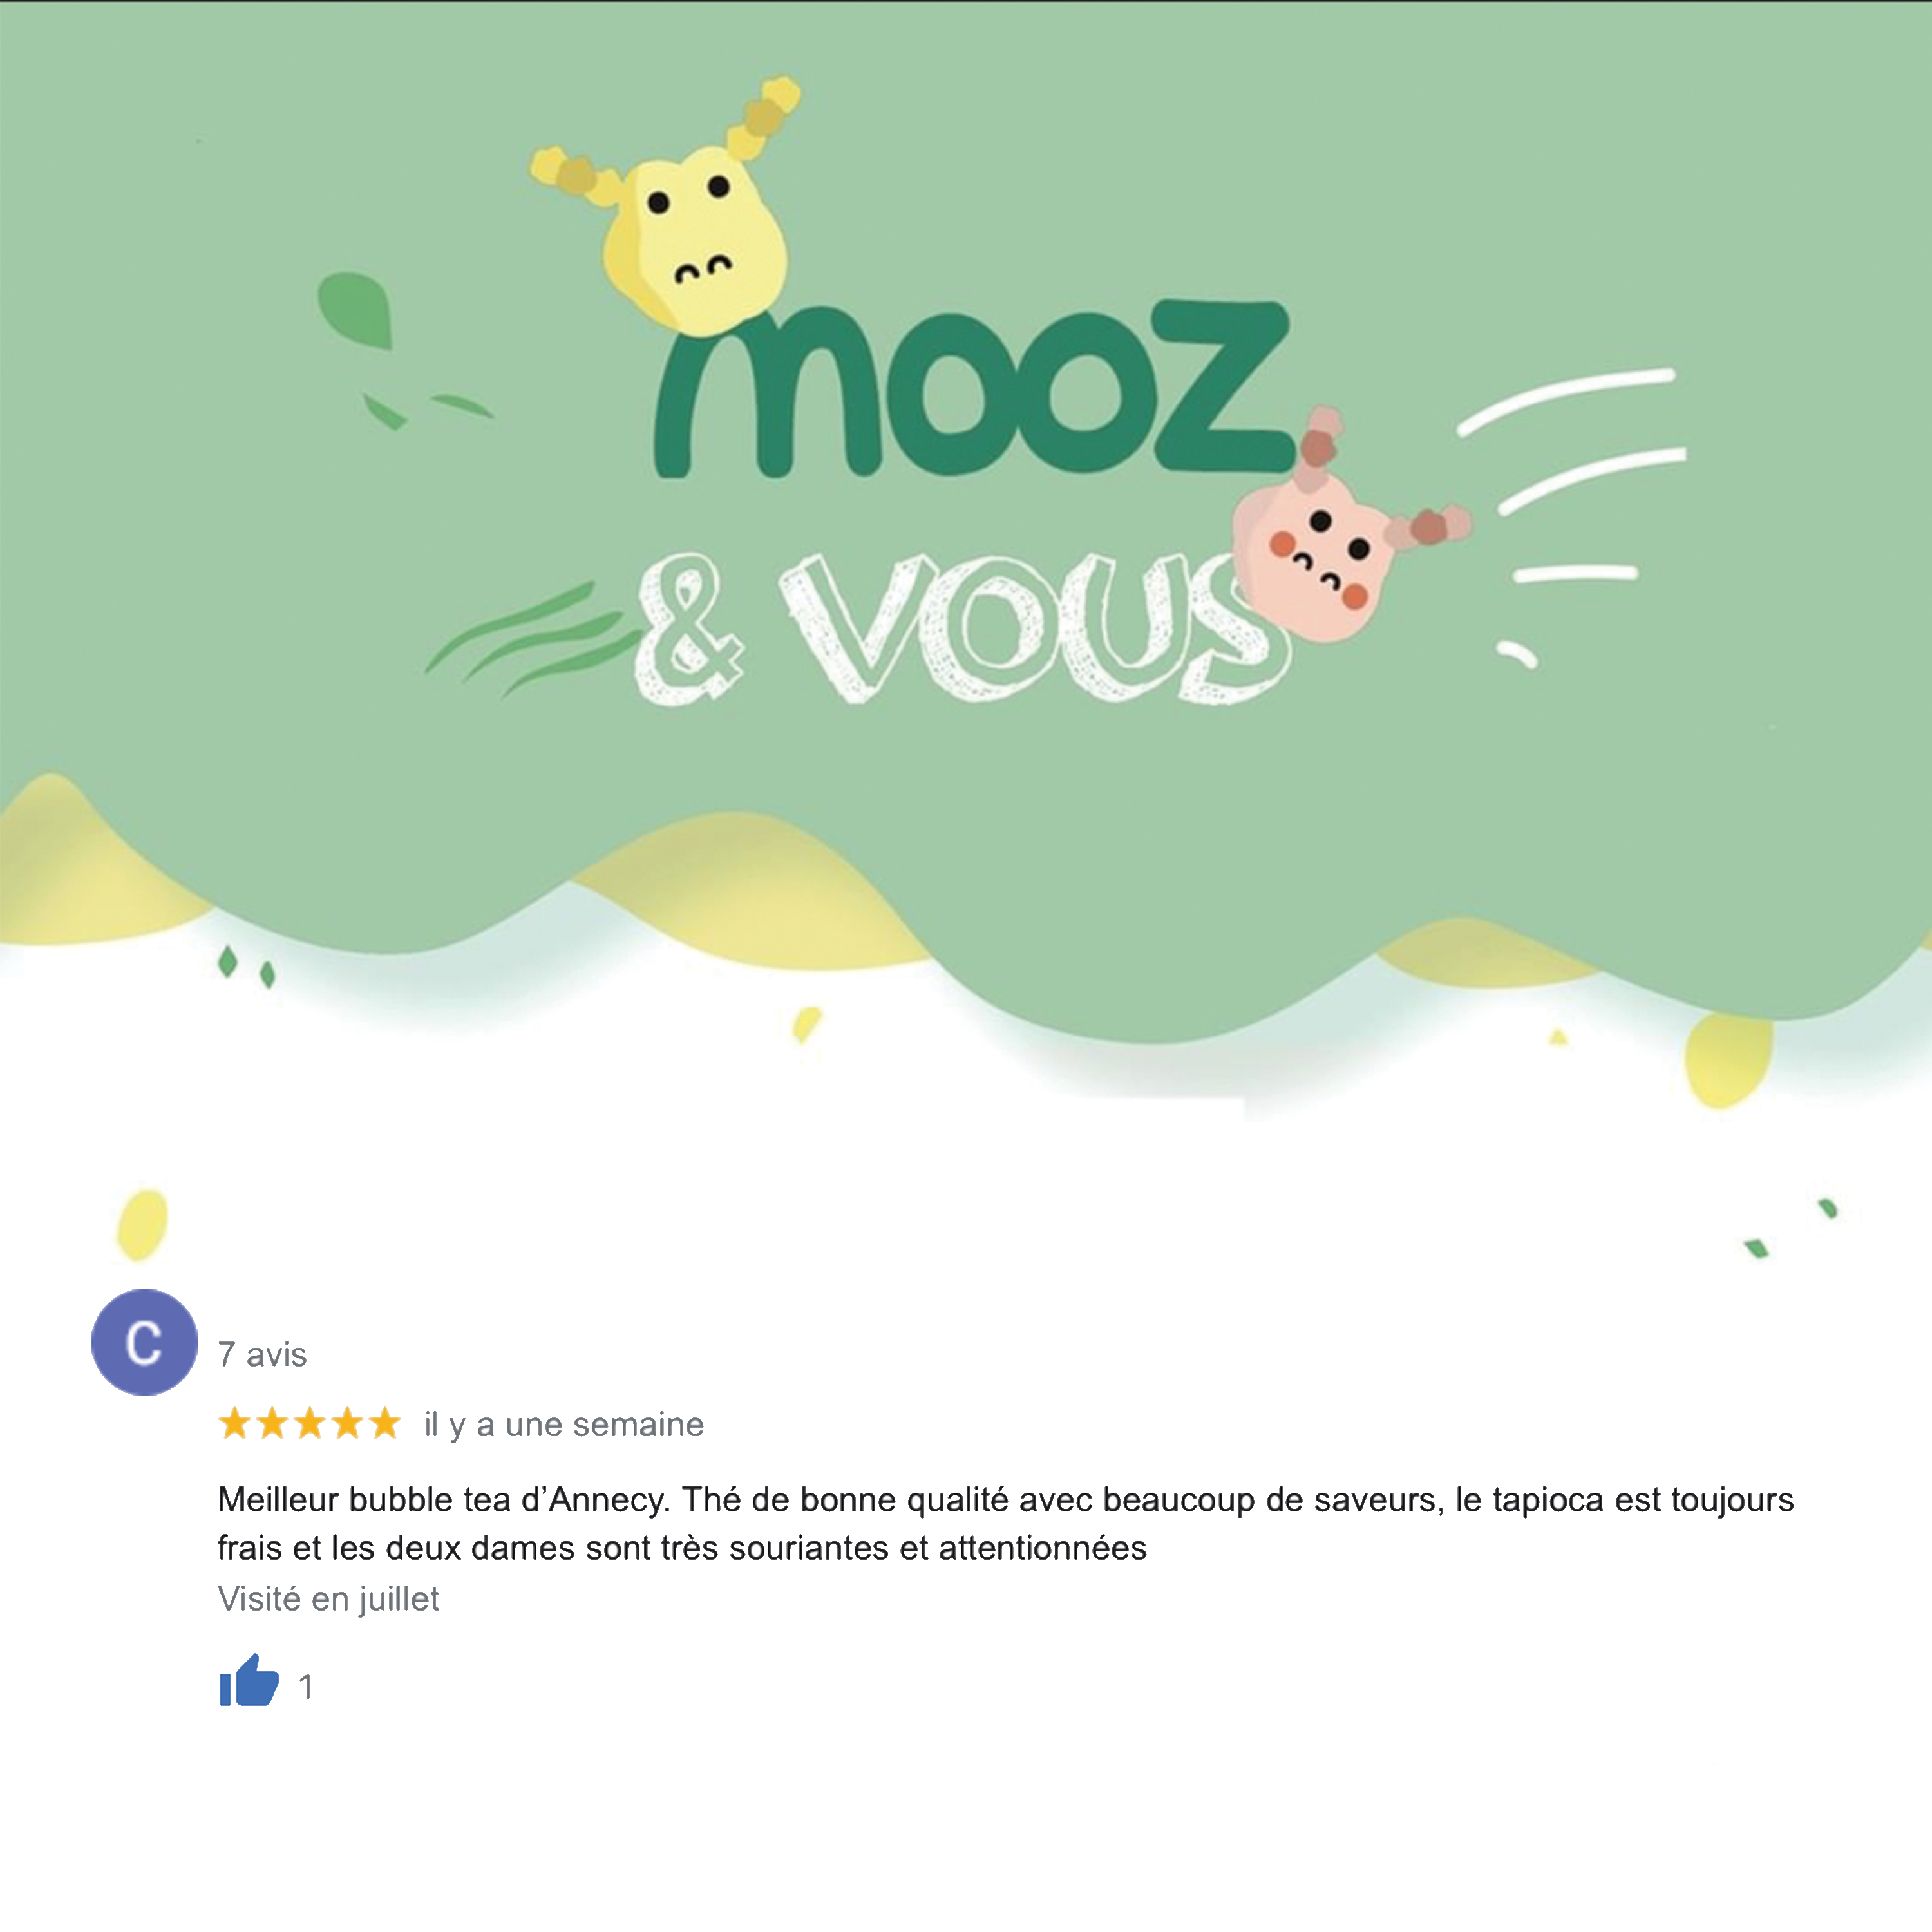 mooz
& VOUS
C
7 avis
il y a une semaine
Meilleur bubble tea d’Annecy. Thé de bonne qualité avec beaucoup de saveurs, le tapioca est toujours
frais et les deux dames sont très souriantes et attentionnées
Visité en juillet
1